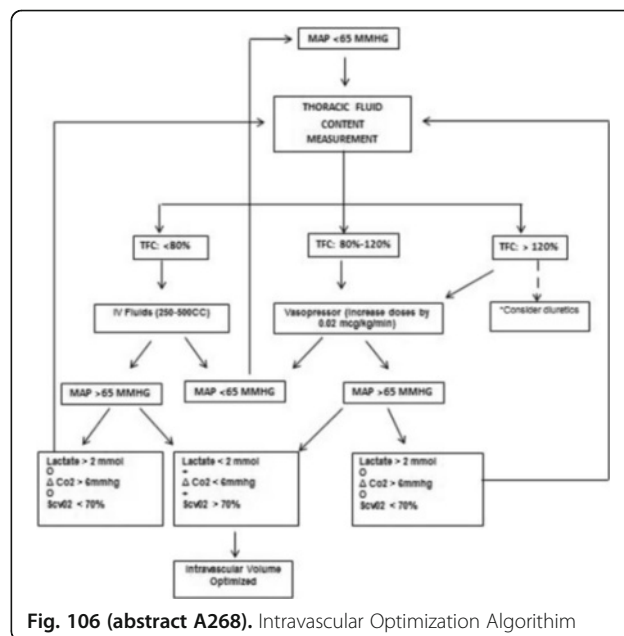 MAP <65 MMHG
THORACIC FLUID
CONTENT
MEASUREMENT
TFC: <80%
TFC: 80%-120%
TFC: > 120%
IV Fluids (250-500CC)
Vasopressor (Increase doses by
0.02 mcg/kg/min)
*Consider diuretics
MAP >65 MMHG
MAP <65 MMHG
MAP >65 MMHG
Lactate > 2 mmol
O
Δ Co2 > 6mmhg
O
Scv02 < 70%
Lactate < 2 mmol
+
Δ Co2 < 6mmhg
+
Scv02 > 70%
Lactate > 2 mmol
O
Δ Co2 > 6mmhg
O
Scv02 < 70%
Intravascular Volume
Optimized
Fig. 106 (abstract A268). Intravascular Optimization Algorithim